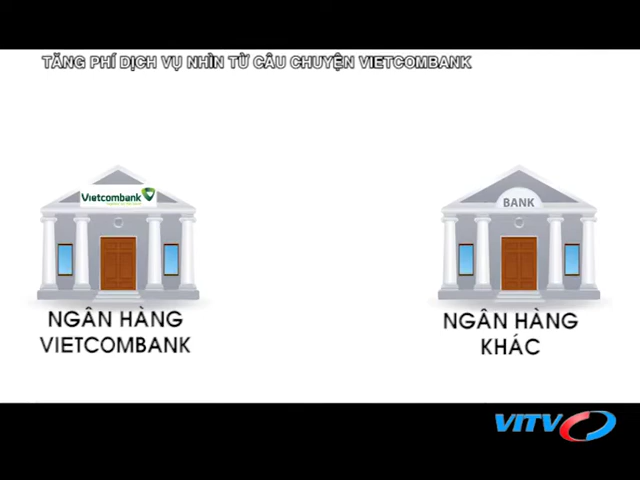 TĂNG PHÍ DỊCH VỤ NHÌN TỪ CÂU CHUYỆN VIETCOMBANK
Vietcombank
BANK
NGÂN HÀNG
VIETCOMBANK
NGÂN HÀNG
KHÁC
VITV